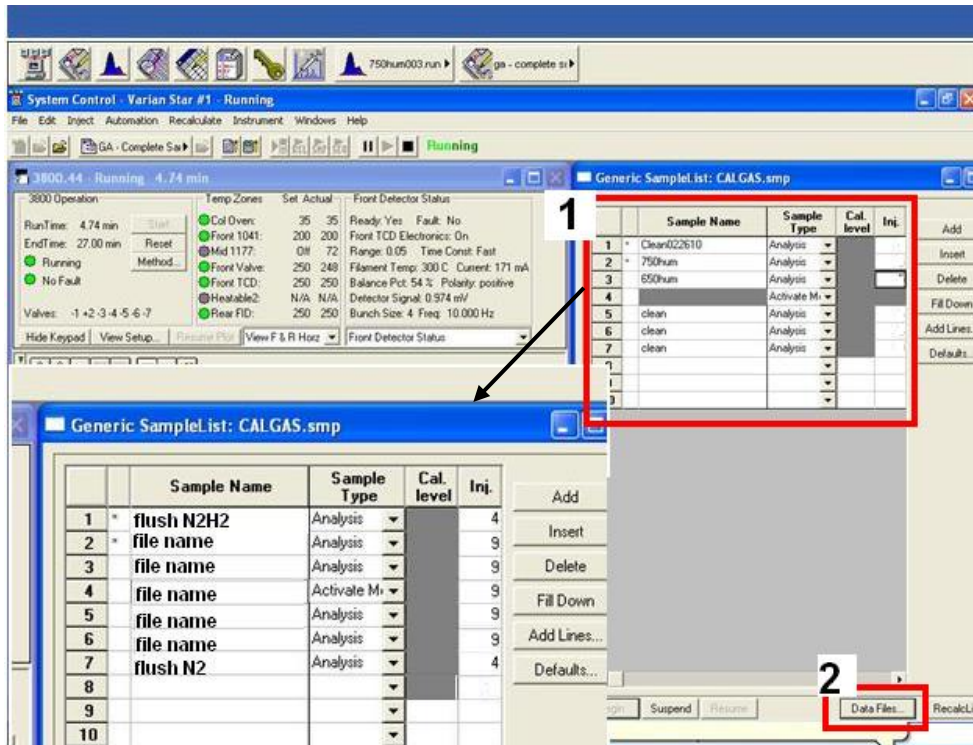 750hum003.run
ga - complete sa
System Control - Varian Star #1 - Running
File Edit Inject Automation Recalculate Instrument Windows Help
GA - Complete Sa
Running
3800.44 - Running 4.74 min
3800 Operation
RunTime: 4.74 min Start
EndTime: 27.00 min Reset
Running Method...
No Fault
Valves: -1 +2 -3 -4 -5 -6 -7
Hide Keypad View Setup... Resume Plot View F & R Horz Front Detector Status
Temp Zones Set Actual
Col Oven: 35 35
Front 1041: 200 200
Mid 1177: Off 72
Front Valve: 250 248
Front TCD: 250 250
Heatable2: N/A N/A
Rear FID: 250 250
Front Detector Status
Ready: Yes Fault: No
Front TCD Electronics: On
Range: 0.05 Time Const: Fast
Filament Temp: 300 C Current: 171 mA
Balance Pct: 54 % Polarity: positive
Detector Signal: 0.974 mV
Bunch Size: 4 Freq: 10.000 Hz
1
Generic SampleList: CALGAS.smp
Sample Name Sample Type Cal. level Inj.
1 * Clean022610 Analysis
2 * 750hum Analysis
3 650hum Analysis
4 Activate M
5 clean Analysis
6 clean Analysis
7 clean Analysis
Add
Insert
Delete
Fill Down
Add Lines...
Defaults..
Generic SampleList: CALGAS.smp
Sample Name Sample Type Cal. level Inj.
1 * flush N2H2 Analysis 4
2 * file name Analysis 9
3 file name Analysis 9
4 file name Activate M 9
5 file name Analysis 9
6 file name Analysis 9
7 flush N2 Analysis 4
8
9
10
Add
Insert
Delete
Fill Down
Add Lines...
Defaults...
2
Suspend Resume Data Files... RecalcLi